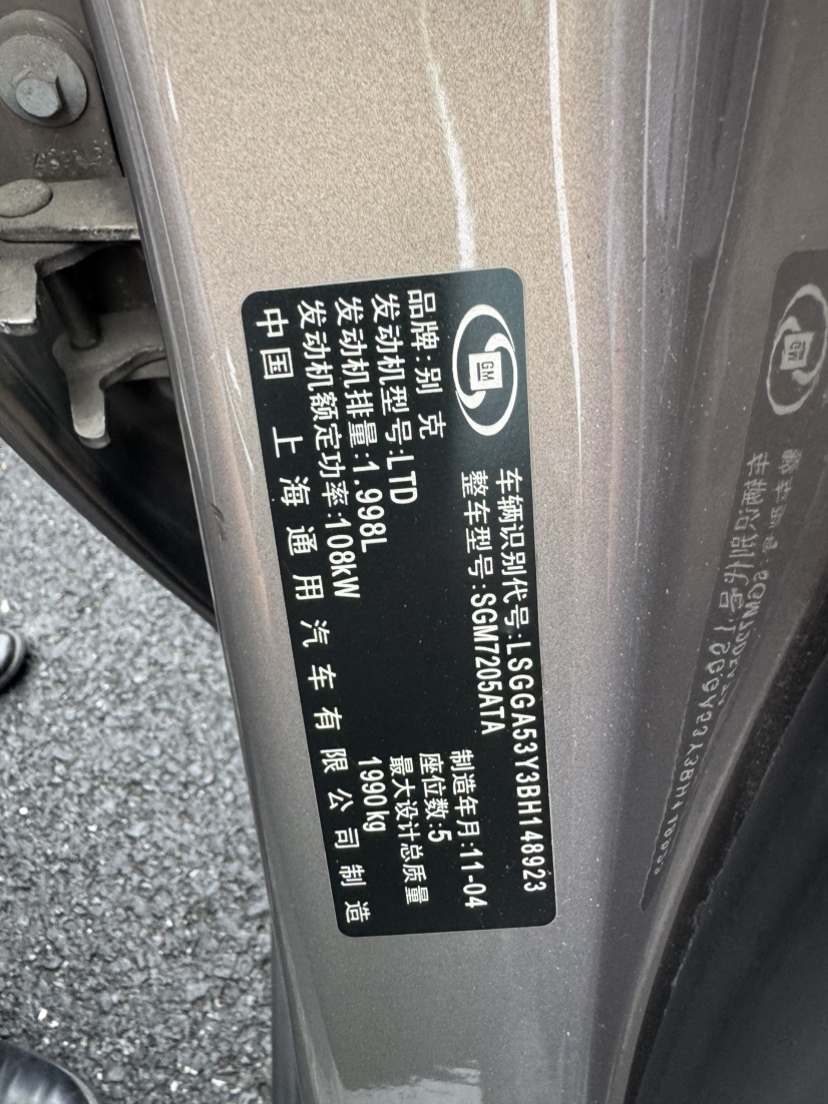 GM
车辆识别代号:LSGGA53Y3BH148923
整车型号:SGM7205ATA
品牌:别克
制造年月:11-04
发动机型号:LTD
座位数:5
发动机排量:1.998L
最大设计总质量
发动机额定功率:108kW
1990kg
中国 上海通用汽车有限公司制造